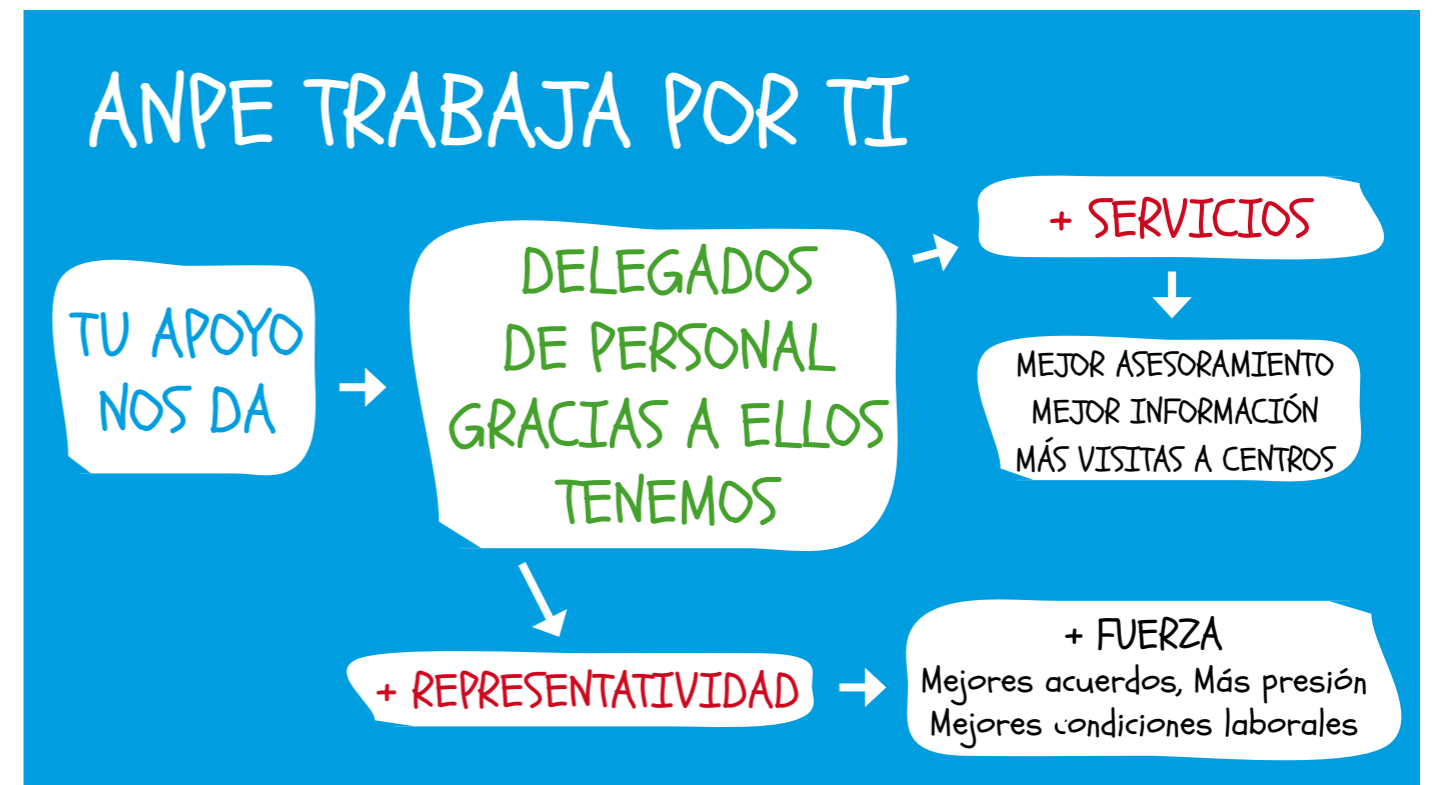 ANPE TRABAJA POR TI
TU APOYO
NOS DA
DELEGADOS
DE PERSONAL
GRACIAS A ELLOS
TENEMOS
+ SERVICIOS
MEJOR ASESORAMIENTO
MEJOR INFORMACIÓN
MÁS VISITAS A CENTROS
+ REPRESENTATIVIDAD
+ FUERZA
Mejores acuerdos, Más presión
Mejores condiciones laborales